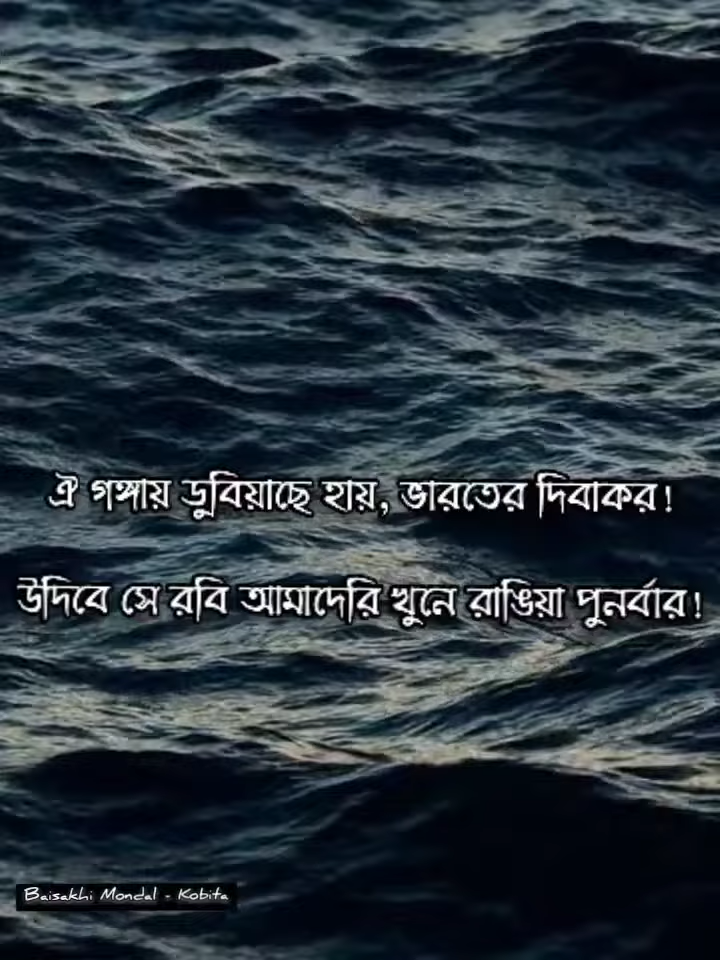 ঐ গঙ্গায় ডুবিয়াছে হায়, ভারতের দিবাকর!
উদিবে সে রবি আমাদেরি খুনে রাঙিয়া পুনর্বার!
Baisakhi Mondal - Kobita